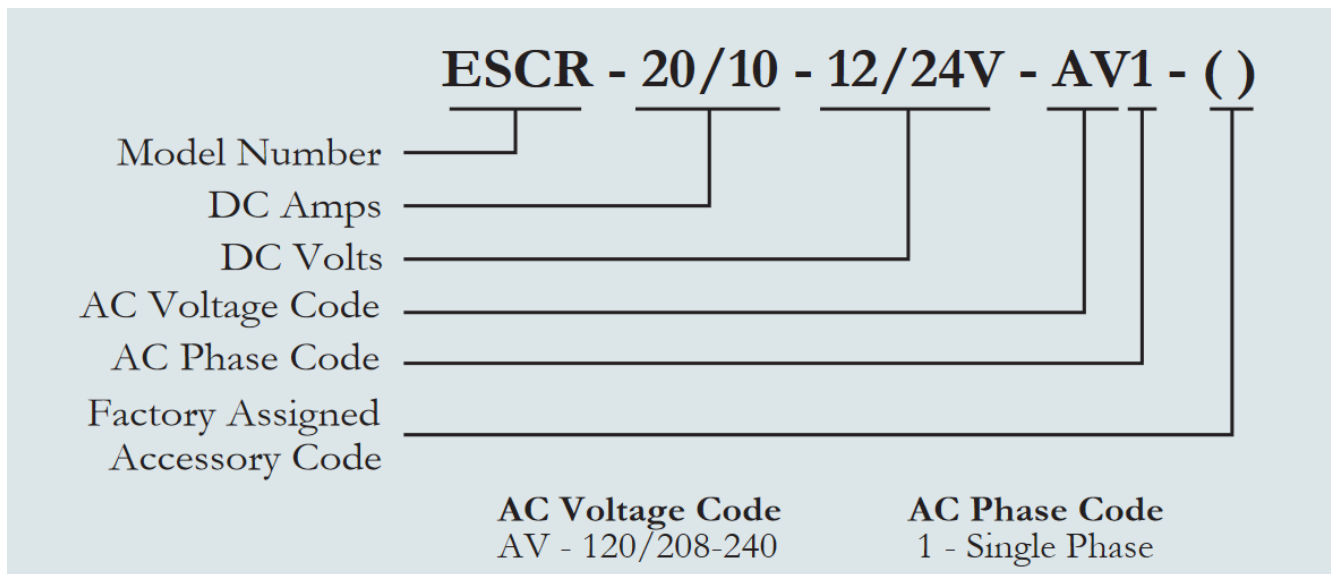 ESCR - 20/10 - 12/24V - AV1 - ( )
Model Number
DC Amps
DC Volts
AC Voltage Code
AC Phase Code
Factory Assigned
Accessory Code
AC Voltage Code
AV - 120/208-240
AC Phase Code
1 - Single Phase